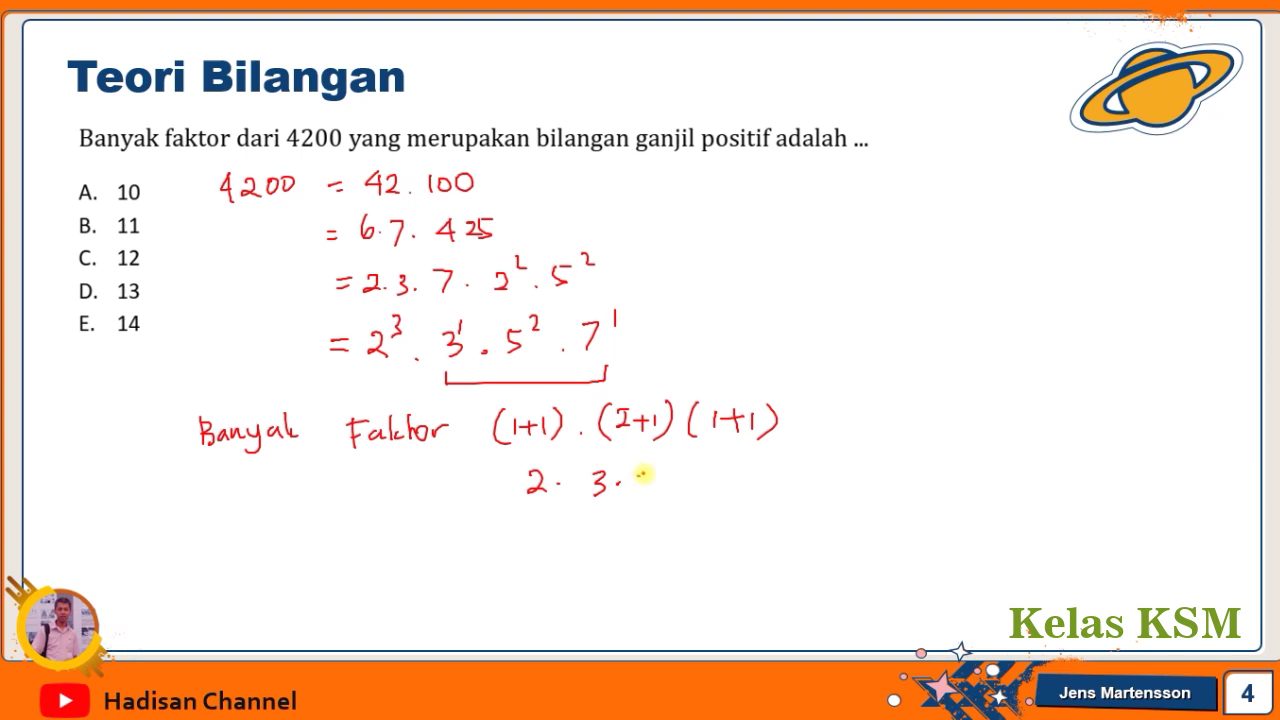 Teori Bilangan
Banyak faktor dari 4200 yang merupakan bilangan ganjil positif adalah ...
A. 10
B. 11
C. 12
D. 13
E. 14
4200 = 42 . 100
= 6. 7 . 4 25
= 2. 3. 7 . 2² . 5²
= 2³ . 3¹ . 5² . 7¹
Banyak Faktor (1+1) . (2+1) (1+1)
2 . 3 .
Kelas KSM
Hadisan Channel
Jens Martensson
4